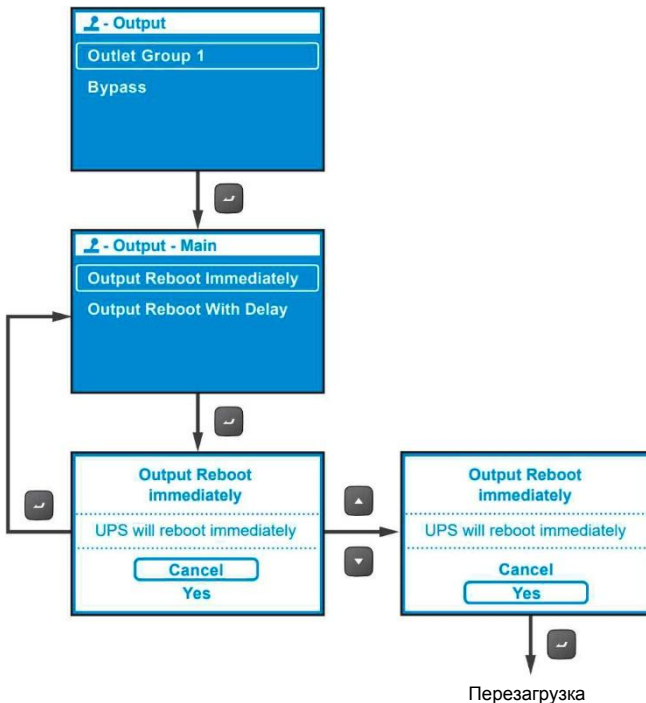 - Output
Outlet Group 1
Bypass
- Output - Main
Output Reboot Immediately
Output Reboot With Delay
Output Reboot
immediately
UPS will reboot immediately
Cancel
Yes
Output Reboot
immediately
UPS will reboot immediately
Cancel
Yes
Перезагрузка